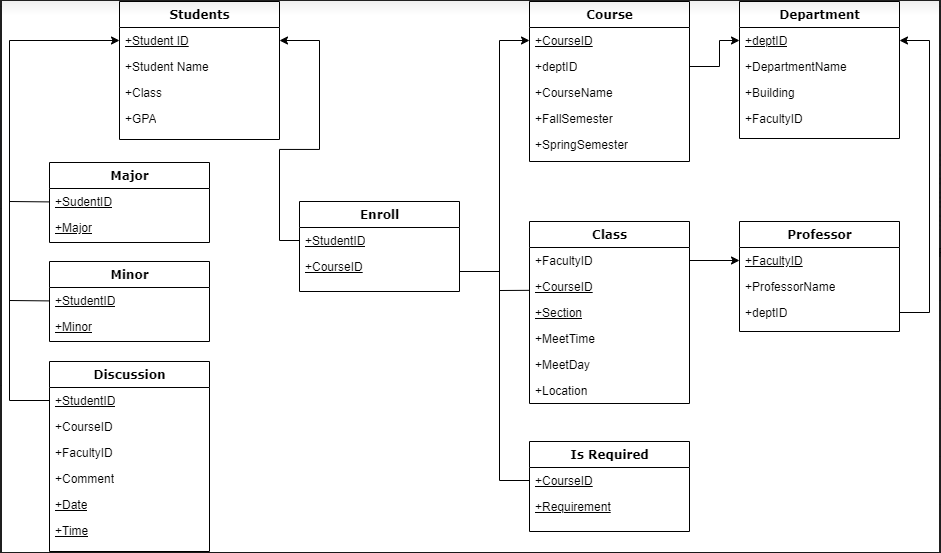 Students
+Student ID
+Student Name
+Class
+GPA
Major
+SudentID
+Major
Minor
+StudentID
+Minor
Discussion
+StudentID
+CourseID
+FacultyID
+Comment
+Date
+Time
Enroll
+StudentID
+CourseID
Course
+CourseID
+deptID
+CourseName
+FallSemester
+SpringSemester
Class
+FacultyID
+CourseID
+Section
+MeetTime
+MeetDay
+Location
Is Required
+CourseID
+Requirement
Department
+deptID
+DepartmentName
+Building
+FacultyID
Professor
+FacultyID
+ProfessorName
+deptID